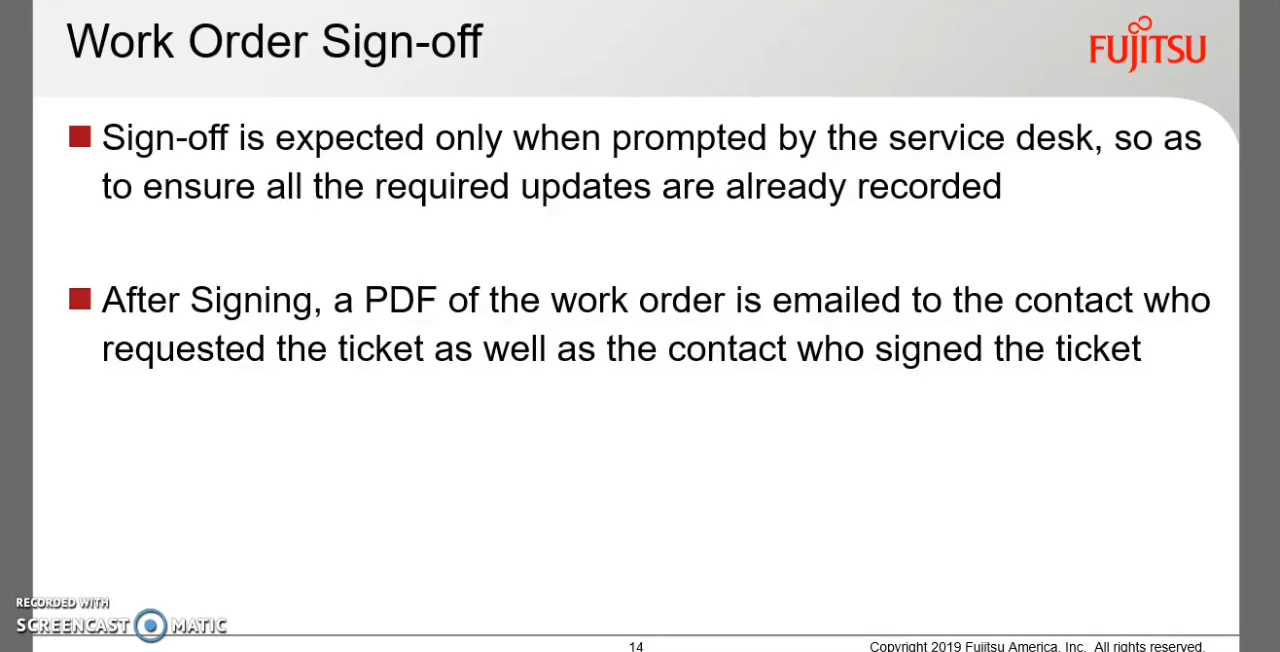 Work Order Sign-off
FUJITSU
Sign-off is expected only when prompted by the service desk, so as
to ensure all the required updates are already recorded
After Signing, a PDF of the work order is emailed to the contact who
requested the ticket as well as the contact who signed the ticket
RECORDED WITH
SCREENCAST MATIC
14
Copyright 2019 Fujitsu America, Inc. All rights reserved.